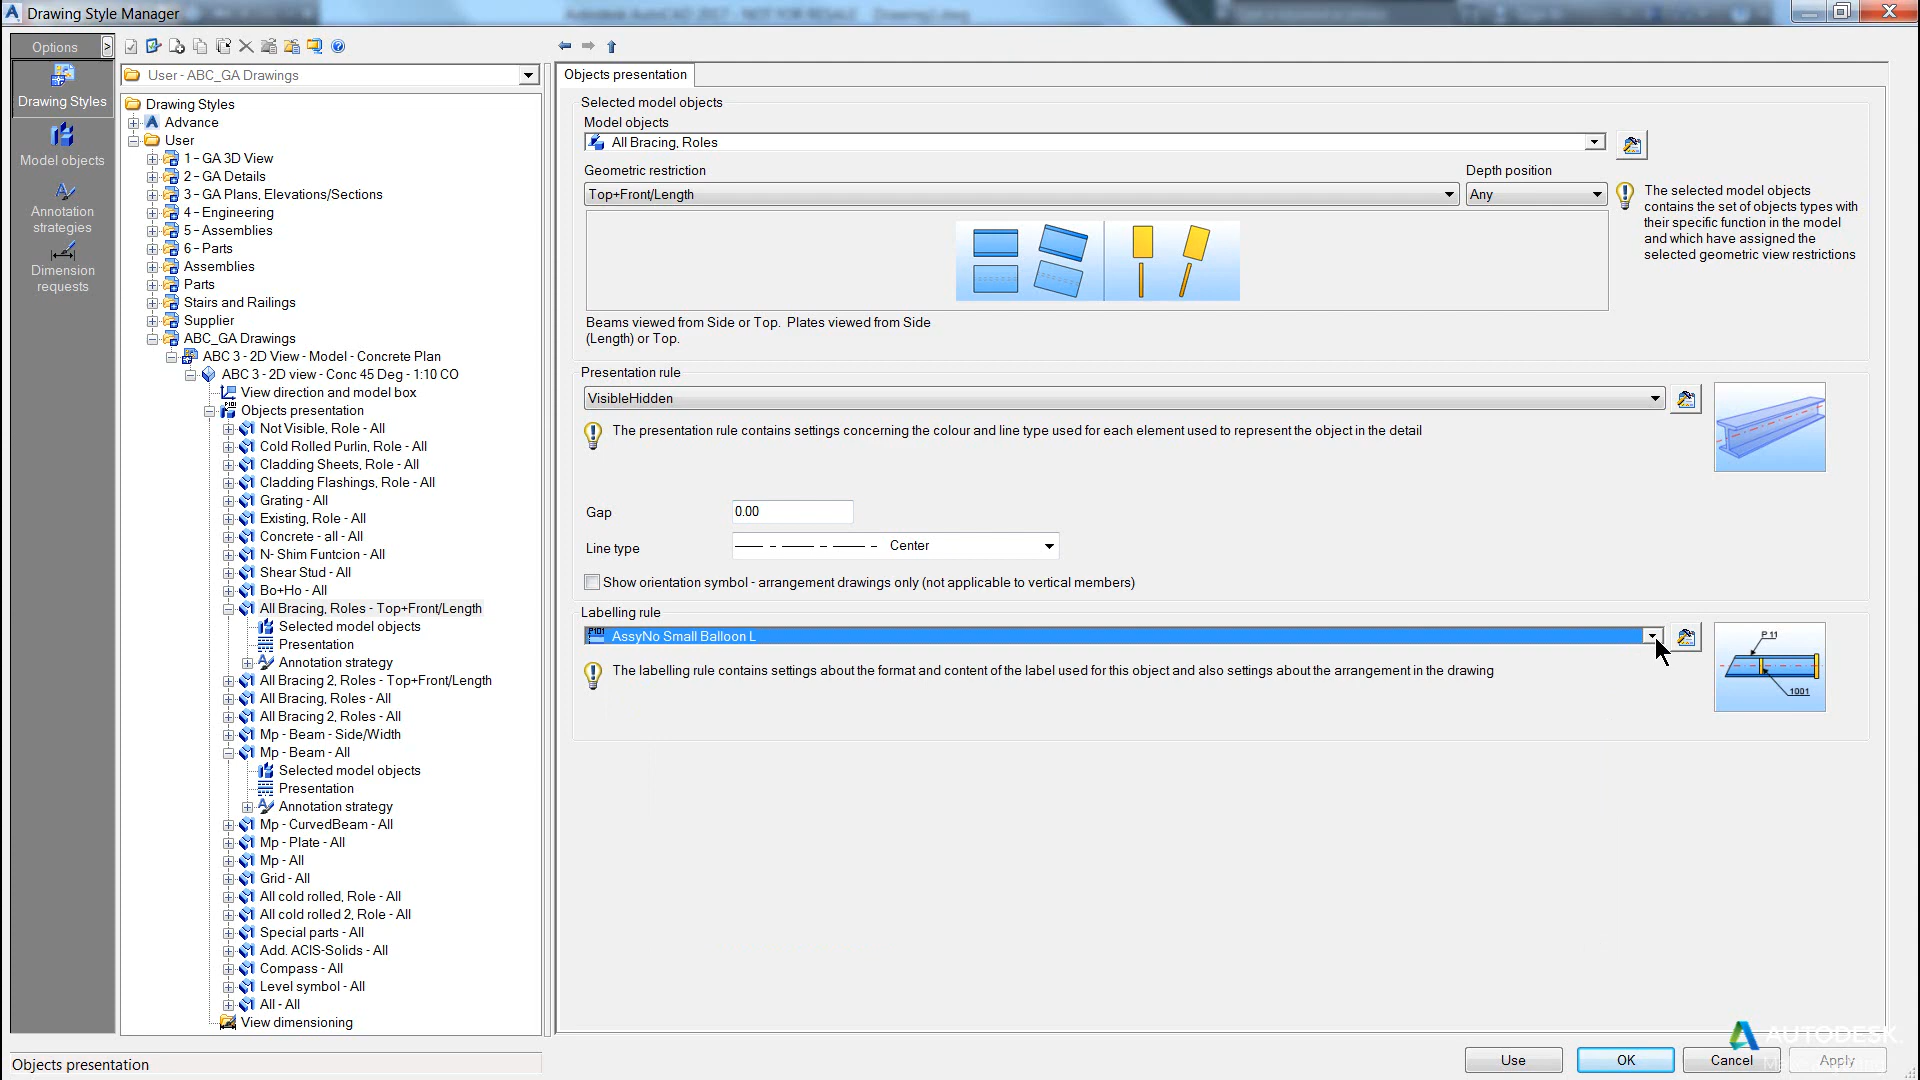 Drawing Style Manager
Autodesk AutoCAD 2017 - NOT FOR RESALE Drawing1.dwg
Options >
Drawing Styles
Model objects
Annotation
strategies
Dimension
requests
User - ABC_GA Drawings
Drawing Styles
Advance
User
1 - GA 3D View
2 - GA Details
3 - GA Plans, Elevations/Sections
4 - Engineering
5 - Assemblies
6 - Parts
Assemblies
Parts
Stairs and Railings
Supplier
ABC_GA Drawings
ABC 3 - 2D View - Model - Concrete Plan
ABC 3 - 2D view - Conc 45 Deg - 1:10 CO
View direction and model box
Objects presentation
Not Visible, Role - All
Cold Rolled Purlin, Role - All
Cladding Sheets, Role - All
Cladding Flashings, Role - All
Grating - All
Existing, Role - All
Concrete - all - All
N- Shim Funtcion - All
Shear Stud - All
Bo+Ho - All
All Bracing, Roles - Top+Front/Length
Selected model objects
Presentation
Annotation strategy
All Bracing 2, Roles - Top+Front/Length
All Bracing, Roles - All
All Bracing 2, Roles - All
Mp - Beam - Side/Width
Mp - Beam - All
Selected model objects
Presentation
Annotation strategy
Mp - CurvedBeam - All
Mp - Plate - All
Mp - All
Grid - All
All cold rolled, Role - All
All cold rolled 2, Role - All
Special parts - All
Add. ACIS-Solids - All
Compass - All
Level symbol - All
All - All
View dimensioning
Objects presentation
Objects presentation
Selected model objects
Model objects
All Bracing, Roles
Geometric restriction
Depth position
Top+Front/Length
Any
The selected model objects
contains the set of objects types with
their specific function in the model
and which have assigned the
selected geometric view restrictions
Beams viewed from Side or Top. Plates viewed from Side
(Length) or Top.
Presentation rule
VisibleHidden
The presentation rule contains settings concerning the colour and line type used for each element used to represent the object in the detail
Gap
0.00
Line type
Center
Show orientation symbol - arrangement drawings only (not applicable to vertical members)
Labelling rule
P101 AssyNo Small Balloon L
The labelling rule contains settings about the format and content of the label used for this object and also settings about the arrangement in the drawing
P 11
1001
AUTODESK.
Use
OK
Cancel
Apply